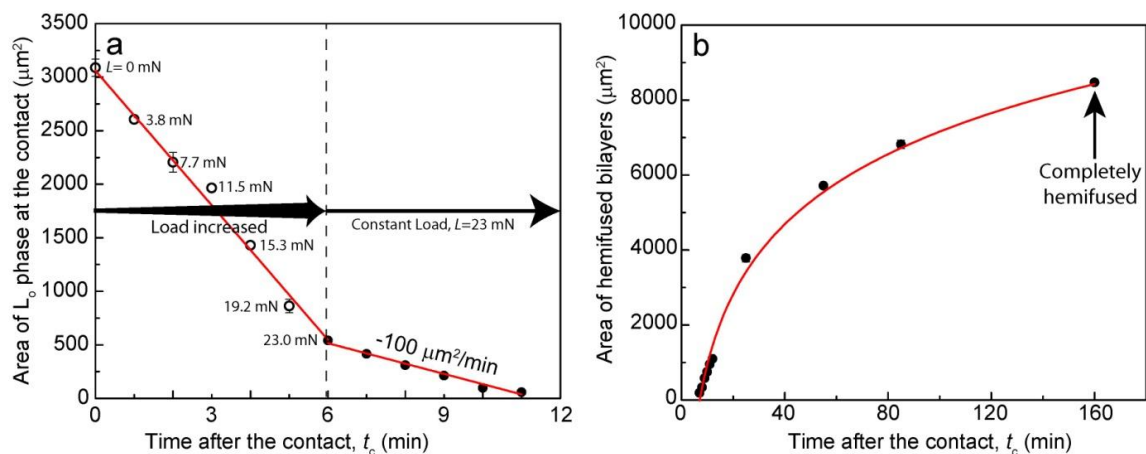 a
Area of Lₒ phase at the contact (μm²)
3500
3000
2500
2000
1500
1000
500
0
L= 0 mN
3.8 mN
7.7 mN
11.5 mN
Load increased
Constant Load, L=23 mN
15.3 mN
19.2 mN
23.0 mN
-100 μm²/min
0 3 6 9 12
Time after the contact, t_c (min)
b
Area of hemifused bilayers (μm²)
10000
8000
6000
4000
2000
0
Completely
hemifused
0 40 80 120 160
Time after the contact, t_c (min)